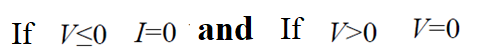 If V≤0 I=0 and If V>0 V=0